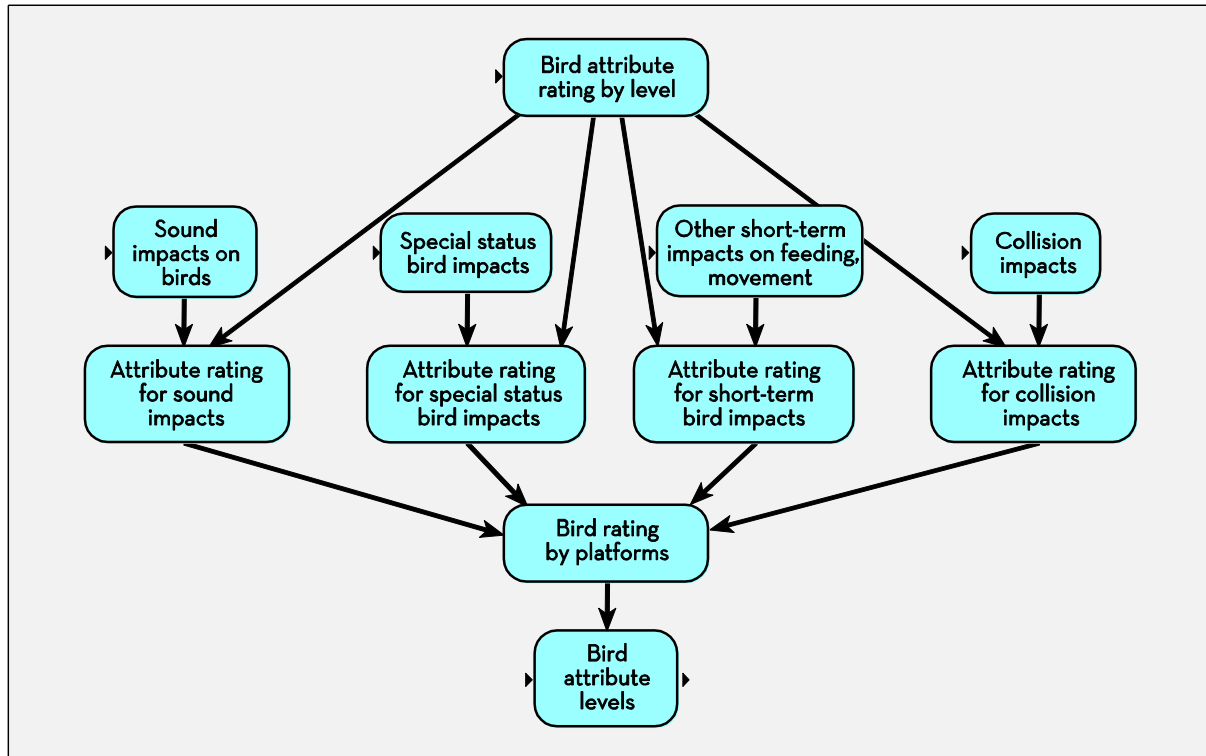 Bird attribute
rating by level
Sound
impacts on
birds
Special status
bird impacts
Other short-term
impacts on feeding,
movement
Collision
impacts
Attribute rating
for sound
impacts
Attribute rating
for special status
bird impacts
Attribute rating
for short-term
bird impacts
Attribute rating
for collision
impacts
Bird rating
by platforms
Bird
attribute
levels